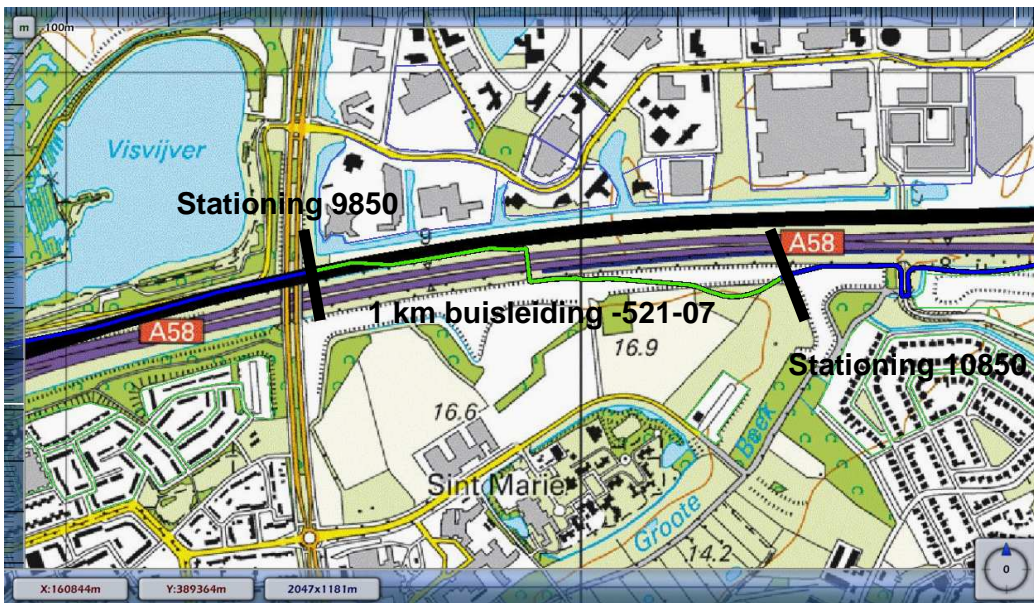 m 100m
Visvijver
Stationing 9850
A58
1 km buisleiding -521-07
A58
16.9
Stationing 10850
16.6
Sint Marie
Groote Beek
14.2
X:160844m Y:389364m 2047x1181m
0